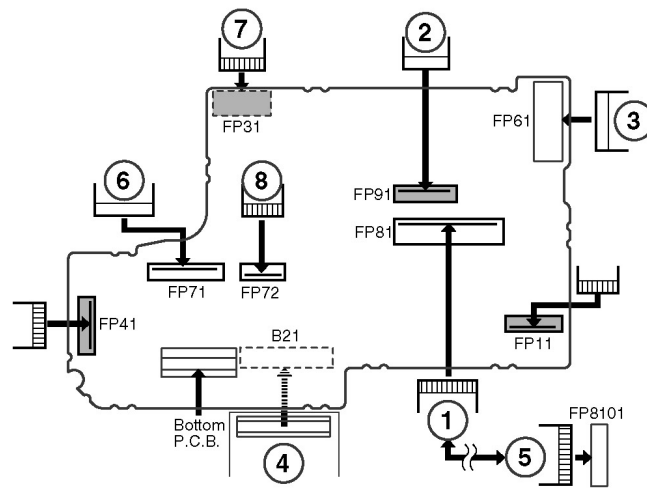 7
2
FP31
FP61
3
6
8
FP91
FP81
FP71
FP72
FP41
B21
FP11
Bottom
P.C.B.
1
FP8101
4
5